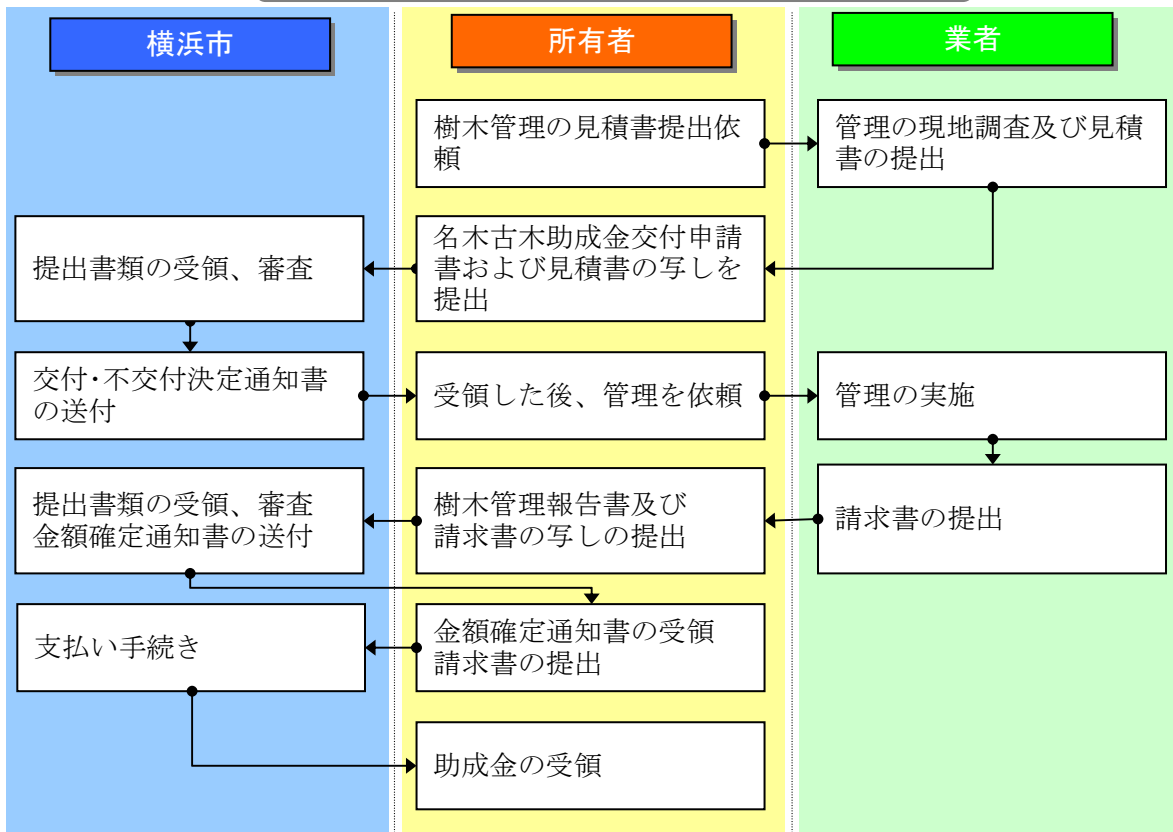 横浜市
所有者
業者
樹木管理の見積書提出依
頼
管理の現地調査及び見積
書の提出
提出書類の受領、審査
名木古木助成金交付申請
書および見積書の写しを
提出
交付・不交付決定通知書
の送付
受領した後、管理を依頼
管理の実施
提出書類の受領、審査
金額確定通知書の送付
樹木管理報告書及び
請求書の写しの提出
請求書の提出
支払い手続き
金額確定通知書の受領
請求書の提出
助成金の受領